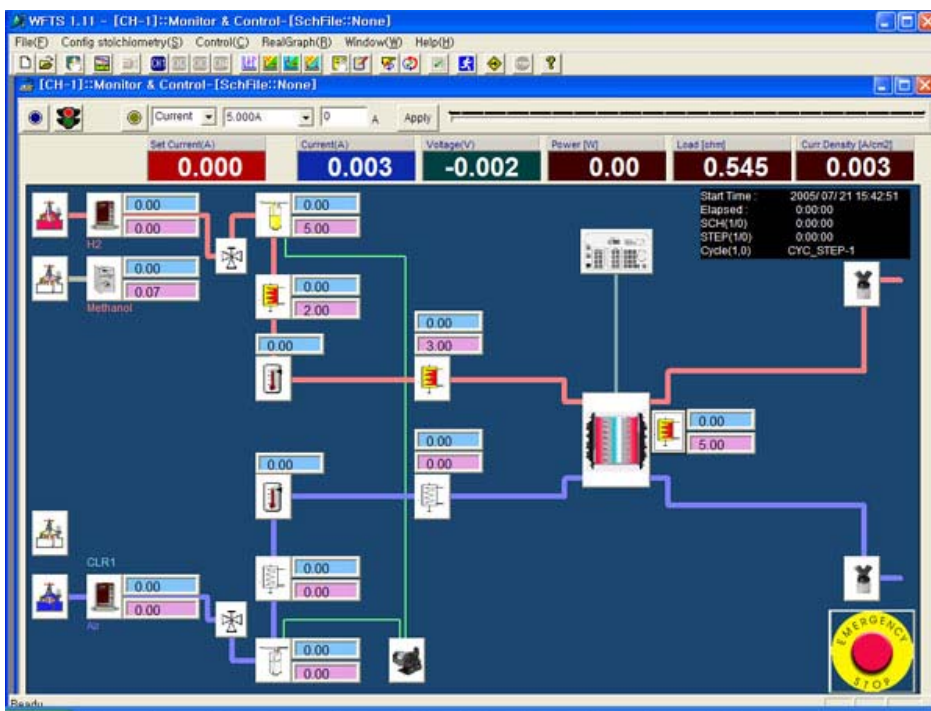 WFTS 1.11 - [CH-1]::Monitor & Control-[SchFile::None]
File(F) Config stoichiometry(S) Control(C) RealGraph(R) Window(W) Help(H)
[CH-1]::Monitor & Control-[SchFile::None]
Current 5.000A 0 A Apply
Set Current(A) Current(A) Voltage(V) Power [W] Load [ohm] Curr.Density [A/cm2]
0.000 0.003 -0.002 0.00 0.545 0.003
Start Time : 2005/07/21 15:42:51
Elapsed : 0:00:00
SCH(1/0) 0:00:00
STEP(1/0) 0:00:00
Cycle(1,0) CYC_STEP-1
0.00 0.00
0.00 5.00
H2
0.00
0.07
Methanol
0.00
2.00
0.00
0.00
3.00
0.00
5.00
0.00
0.00
0.00
CLR1
0.00
0.00
Air
0.00
0.00
0.00
0.00
EMERGENCY
STOP
Ready